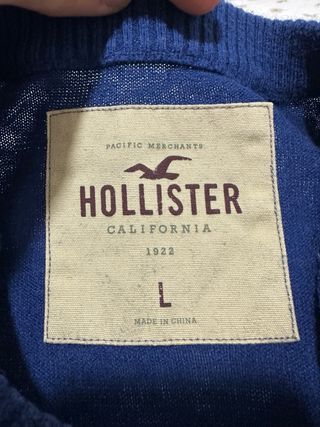 PACIFIC MERCHANTS
HOLLISTER
CALIFORNIA
1922
L
MADE IN CHINA